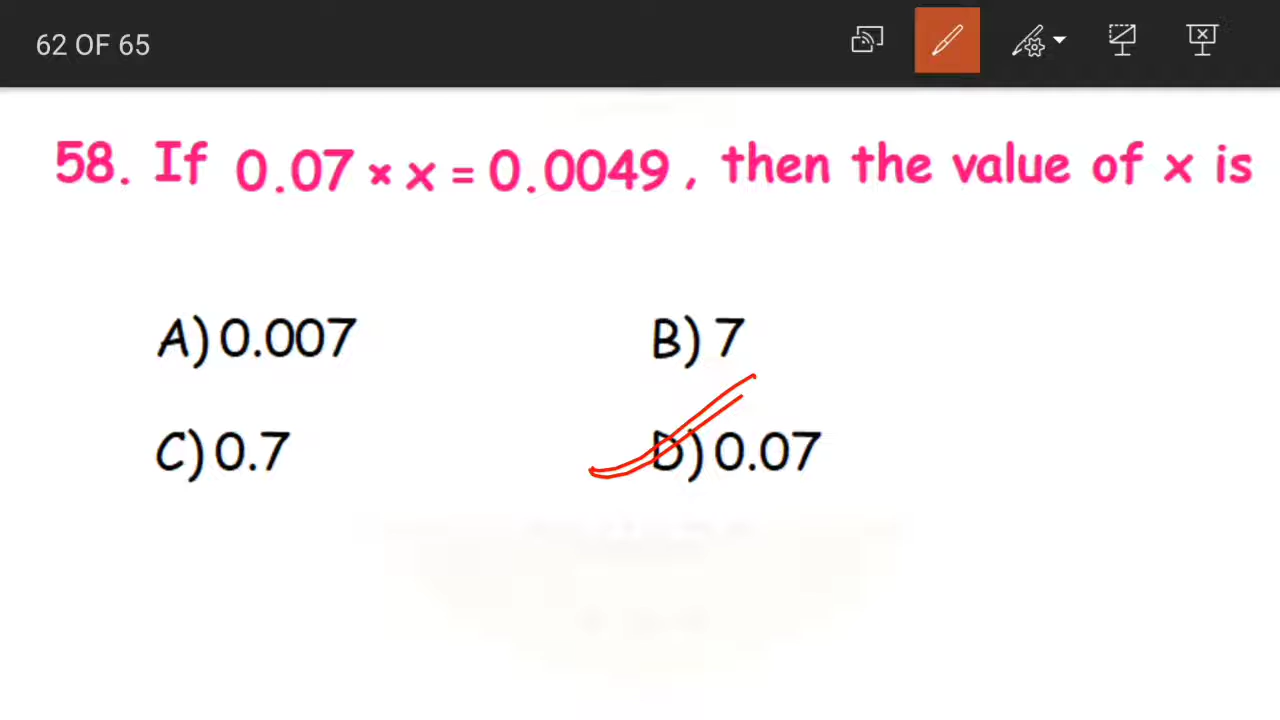 62 OF 65
58. If 0.07 × x = 0.0049, then the value of x is
A) 0.007 B) 7
C) 0.7 D) 0.07